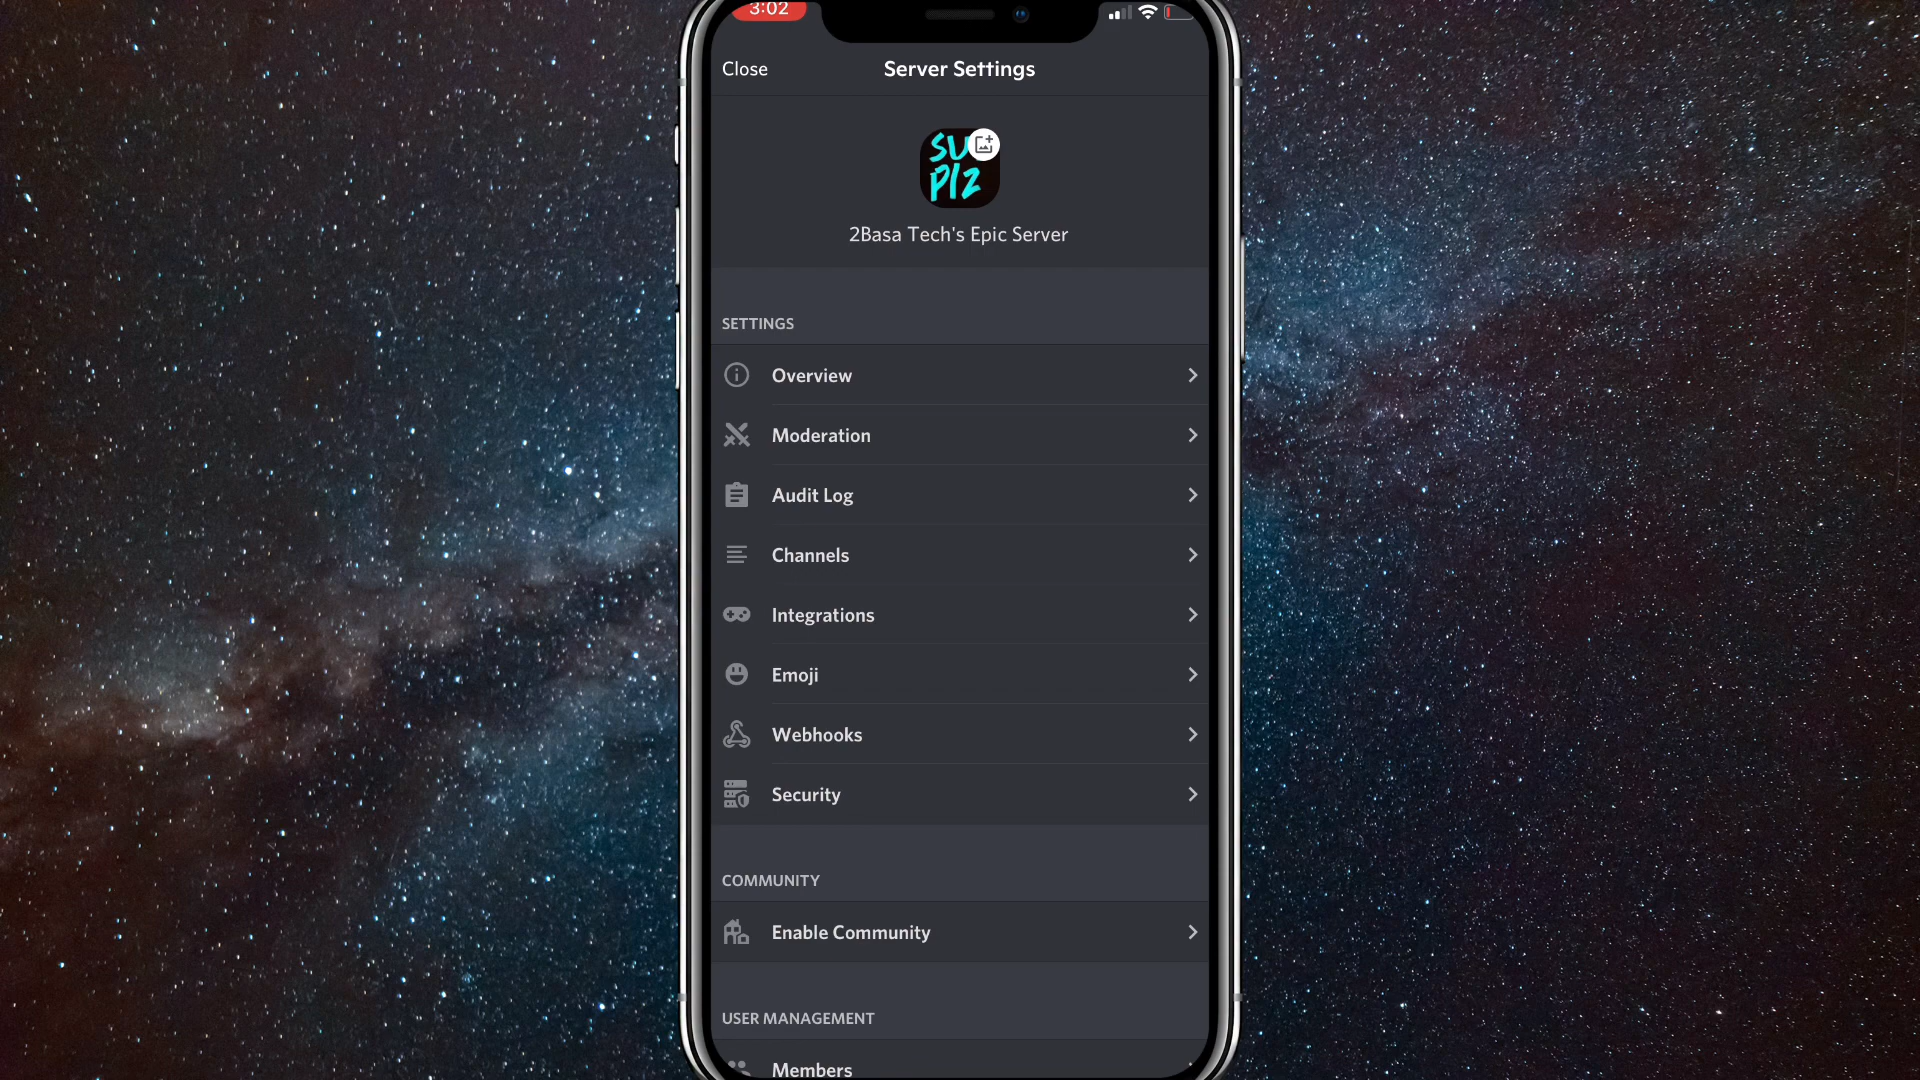 3:02
Close
Server Settings
SU
PLZ
2Basa Tech's Epic Server
SETTINGS
Overview
Moderation
Audit Log
Channels
Integrations
Emoji
Webhooks
Security
COMMUNITY
Enable Community
USER MANAGEMENT
Members